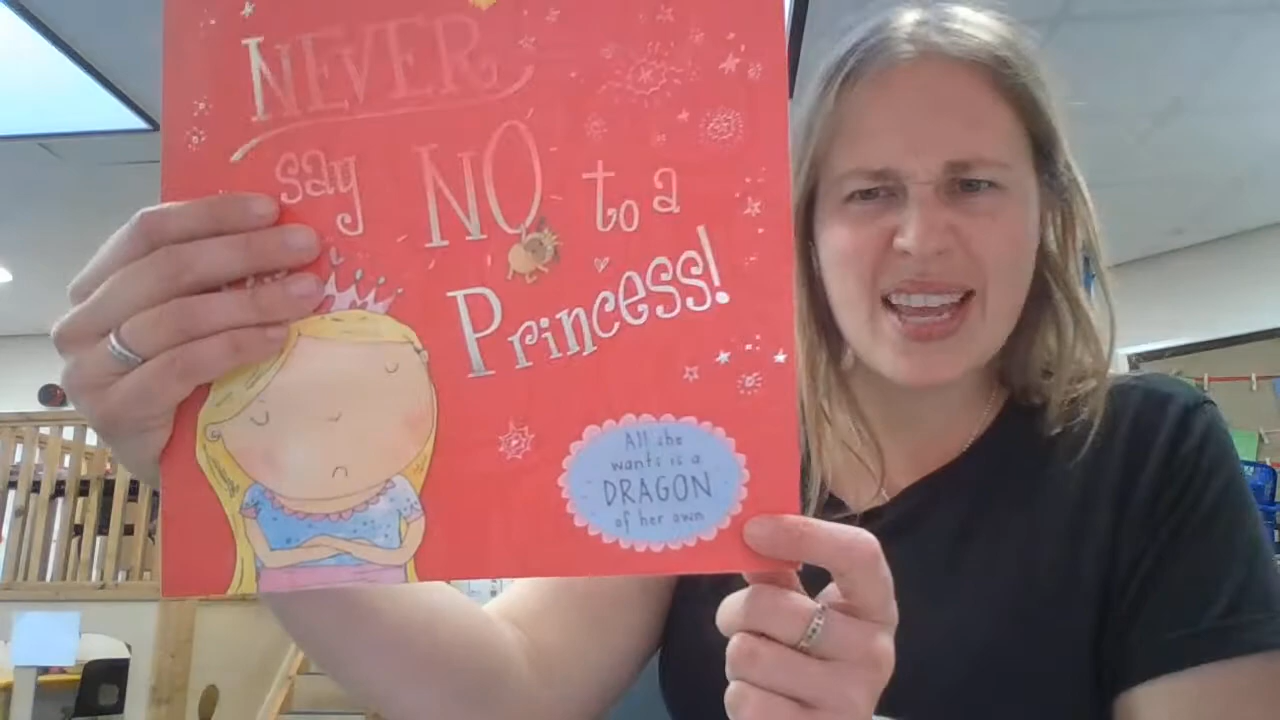 NEVER
say NO to a
Princess!
All she
wants is a
DRAGON
of her own